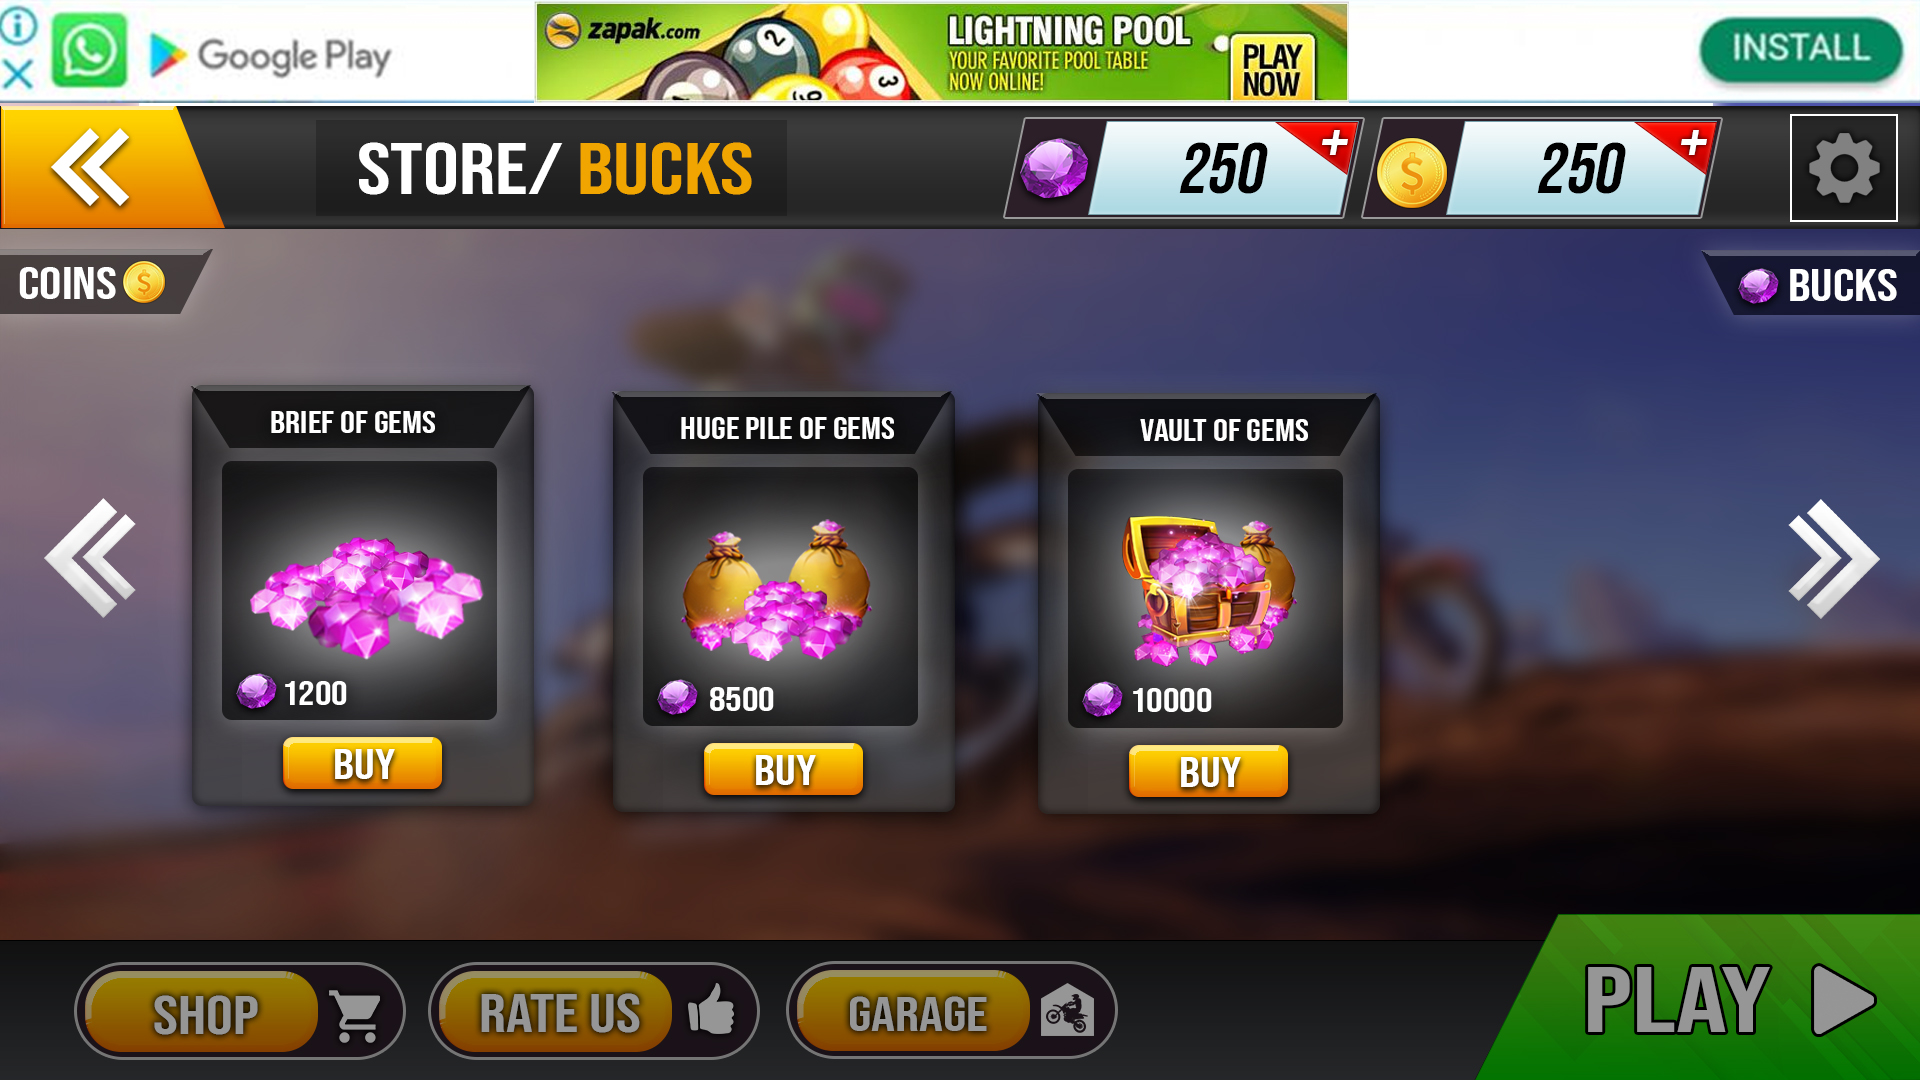 Google Play
zapak.com
LIGHTNING POOL
YOUR FAVORITE POOL TABLE
NOW ONLINE!
PLAY
NOW
2
3
INSTALL
STORE/ BUCKS
250
+
250
+
COINS
BUCKS
BRIEF OF GEMS
HUGE PILE OF GEMS
VAULT OF GEMS
1200
8500
10000
BUY
BUY
BUY
SHOP
RATE US
GARAGE
PLAY